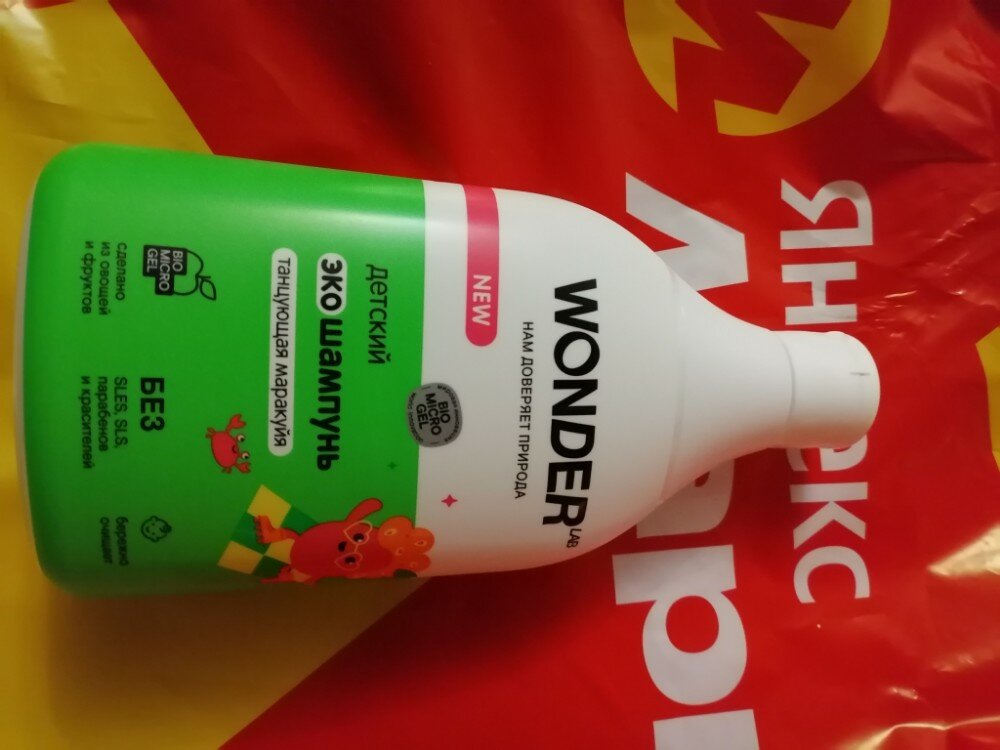 WONDER LAB
НАМ ДОВЕРЯЕТ ПРИРОДА
NEW
BIO
MICRO
GEL
детский
эко шампунь
танцующая маракуйя
BIO
MICRO
GEL
сделано
из овощей
и фруктов
БЕЗ
SLES, SLS,
парабенов
и красителей
бережно
очищает